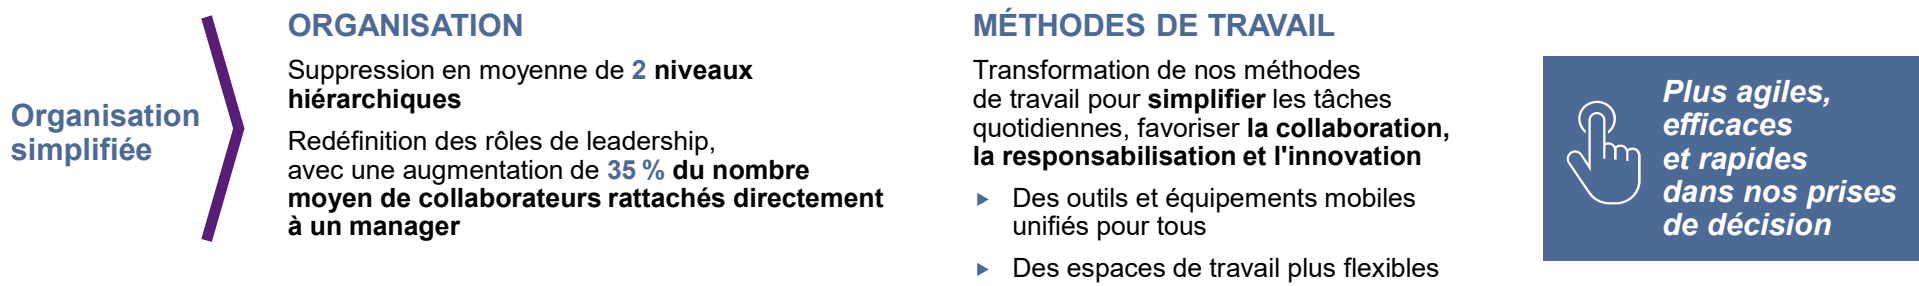 Organisation
simplifiée
ORGANISATION
Suppression en moyenne de 2 niveaux
hiérarchiques
Redéfinition des rôles de leadership,
avec une augmentation de 35 % du nombre
moyen de collaborateurs rattachés directement
à un manager
MÉTHODES DE TRAVAIL
Transformation de nos méthodes
de travail pour simplifier les tâches
quotidiennes, favoriser la collaboration,
la responsabilisation et l'innovation
▸ Des outils et équipements mobiles
unifiés pour tous
▸ Des espaces de travail plus flexibles
Plus agiles,
efficaces
et rapides
dans nos prises
de décision